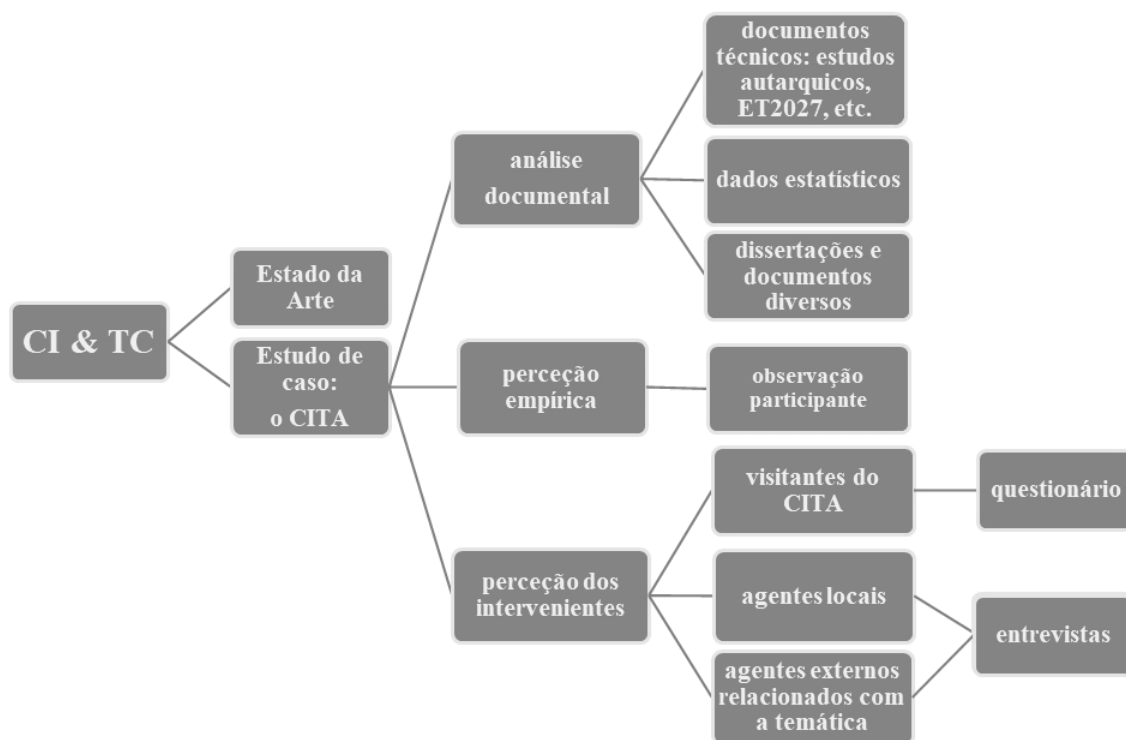 documentos
técnicos: estudos
autarquicos,
ET2027, etc.
análise
documental
dados estatísticos
dissertações e
documentos
diversos
Estado da
Arte
CI & TC
Estudo de
caso:
o CITA
perceção
empírica
observação
participante
visitantes do
CITA
questionário
perceção dos
intervenientes
agentes locais
entrevistas
agentes externos
relacionados com
a temática